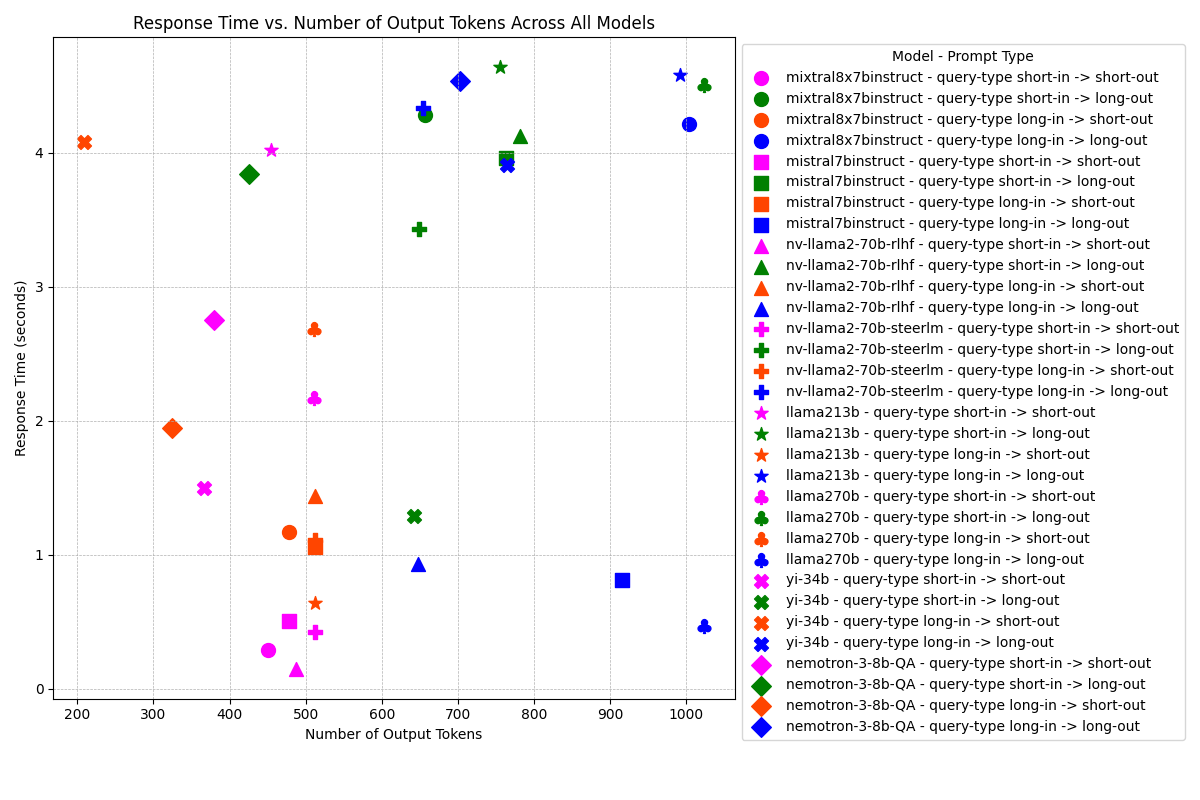 Response Time vs. Number of Output Tokens Across All Models
Response Time (seconds)
4
3
2
1
0
200 300 400 500 600 700 800 900 1000
Number of Output Tokens
Model - Prompt Type
mixtral8x7binstruct - query-type short-in -> short-out
mixtral8x7binstruct - query-type short-in -> long-out
mixtral8x7binstruct - query-type long-in -> short-out
mixtral8x7binstruct - query-type long-in -> long-out
mistral7binstruct - query-type short-in -> short-out
mistral7binstruct - query-type short-in -> long-out
mistral7binstruct - query-type long-in -> short-out
mistral7binstruct - query-type long-in -> long-out
nv-llama2-70b-rlhf - query-type short-in -> short-out
nv-llama2-70b-rlhf - query-type short-in -> long-out
nv-llama2-70b-rlhf - query-type long-in -> short-out
nv-llama2-70b-rlhf - query-type long-in -> long-out
nv-llama2-70b-steerlm - query-type short-in -> short-out
nv-llama2-70b-steerlm - query-type short-in -> long-out
nv-llama2-70b-steerlm - query-type long-in -> short-out
nv-llama2-70b-steerlm - query-type long-in -> long-out
llama213b - query-type short-in -> short-out
llama213b - query-type short-in -> long-out
llama213b - query-type long-in -> short-out
llama213b - query-type long-in -> long-out
llama270b - query-type short-in -> short-out
llama270b - query-type short-in -> long-out
llama270b - query-type long-in -> short-out
llama270b - query-type long-in -> long-out
yi-34b - query-type short-in -> short-out
yi-34b - query-type short-in -> long-out
yi-34b - query-type long-in -> short-out
yi-34b - query-type long-in -> long-out
nemotron-3-8b-QA - query-type short-in -> short-out
nemotron-3-8b-QA - query-type short-in -> long-out
nemotron-3-8b-QA - query-type long-in -> short-out
nemotron-3-8b-QA - query-type long-in -> long-out